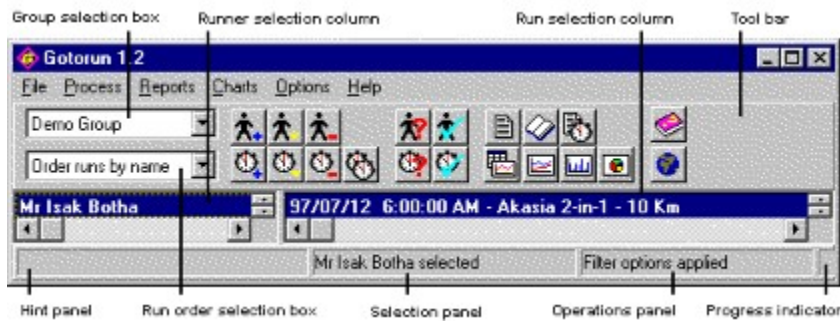 Group selection box Runner selection column Run selection column Tool bar
Gotorun 1.2
File Process Reports Charts Options Help
Demo Group
Order runs by name
Mr Isak Botha 97/07/12 6:00:00 AM - Akasia 2-in-1 - 10 Km
Mr Isak Botha selected Filter options applied
Hint panel Run order selection box Selection panel Operations panel Progress indicator